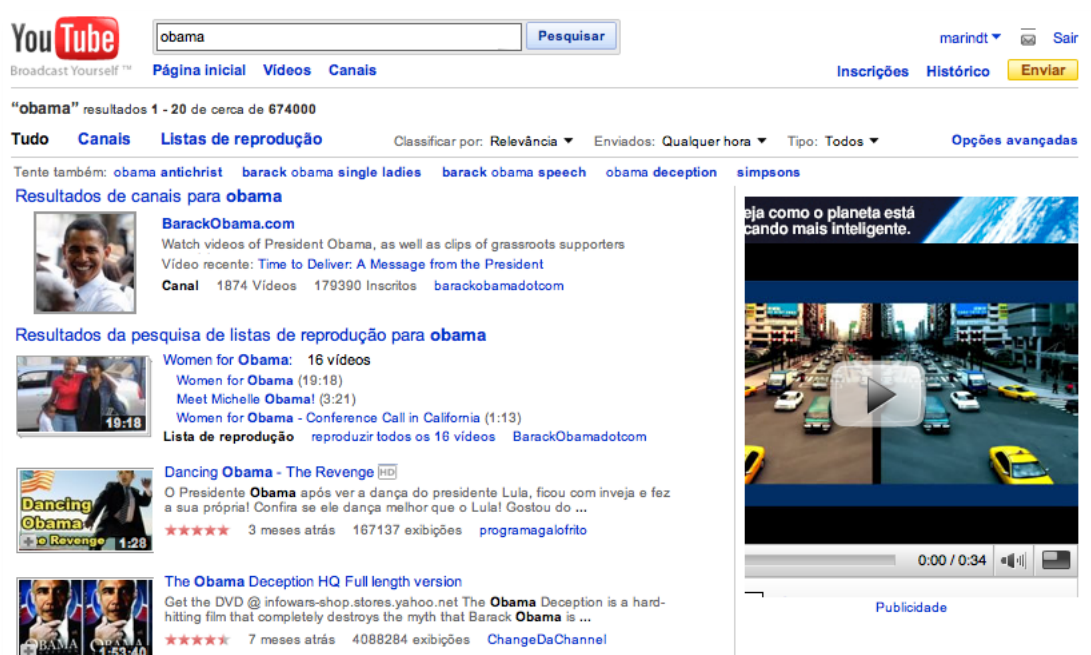 You Tube
obama
Pesquisar
marindt
Sair
Broadcast Yourself ™
Página inicial Vídeos Canais
Inscrições Histórico Enviar
“obama” resultados 1 - 20 de cerca de 674000
Tudo Canais Listas de reprodução
Classificar por: Relevância Enviados: Qualquer hora Tipo: Todos
Opções avançadas
Tente também: obama antichrist barack obama single ladies barack obama speech obama deception simpsons
Resultados de canais para obama
BarackObama.com
Watch videos of President Obama, as well as clips of grassroots supporters
Vídeo recente: Time to Deliver: A Message from the President
Canal 1874 Vídeos 179390 Inscritos barackobamadotcom
Resultados da pesquisa de listas de reprodução para obama
19:18
Women for Obama: 16 vídeos
Women for Obama (19:18)
Meet Michelle Obama! (3:21)
Women for Obama - Conference Call in California (1:13)
Lista de reprodução reproduzir todos os 16 vídeos BarackObamadotcom
Dancing
Obama
e Revenge 1:28
Dancing Obama - The Revenge HD
O Presidente Obama após ver a dança do presidente Lula, ficou com inveja e fez
a sua própria! Confira se ele dança melhor que o Lula! Gostou do ...
3 meses atrás 167137 exibições programagalofrito
OBAMA OBAMA
1:53:40
The Obama Deception HQ Full length version
Get the DVD @ infowars-shop.stores.yahoo.net The Obama Deception is a hard-
hitting film that completely destroys the myth that Barack Obama is ...
7 meses atrás 4088284 exibições ChangeDaChannel
eja como o planeta está
cando mais inteligente.
0:00 / 0:34
Publicidade